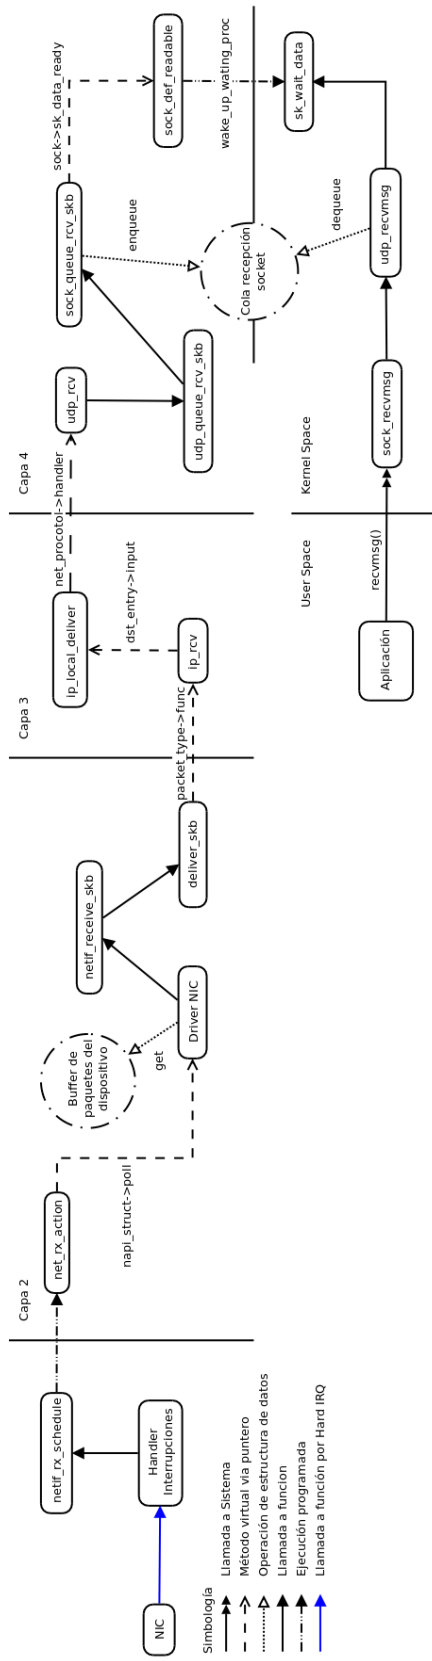 NIC
Handler
Interrupciones
netif_rx_schedule
Capa 2
net_rx_action
napi_struct->poll
Driver NIC
get
Buffer de
paquetes del
dispositivo
netif_receive_skb
deliver_skb
packet_type->func
Capa 3
ip_rcv
dst_entry->input
ip_local_deliver
net_procotol->handler
Capa 4
udp_rcv
udp_queue_rcv_skb
sock_queue_rcv_skb
enqueue
Cola recepción
socket
sock->sk_data_ready
sock_def_readable
wake_up_wating_proc
sk_wait_data
dequeue
udp_recvmsg
sock_recvmsg
Kernel Space
User Space
recvmsg()
Aplicación
Simbología
Llamada a Sistema
Método virtual via puntero
Operación de estructura de datos
Llamada a funcion
Ejecución programada
Llamada a función por Hard IRQ